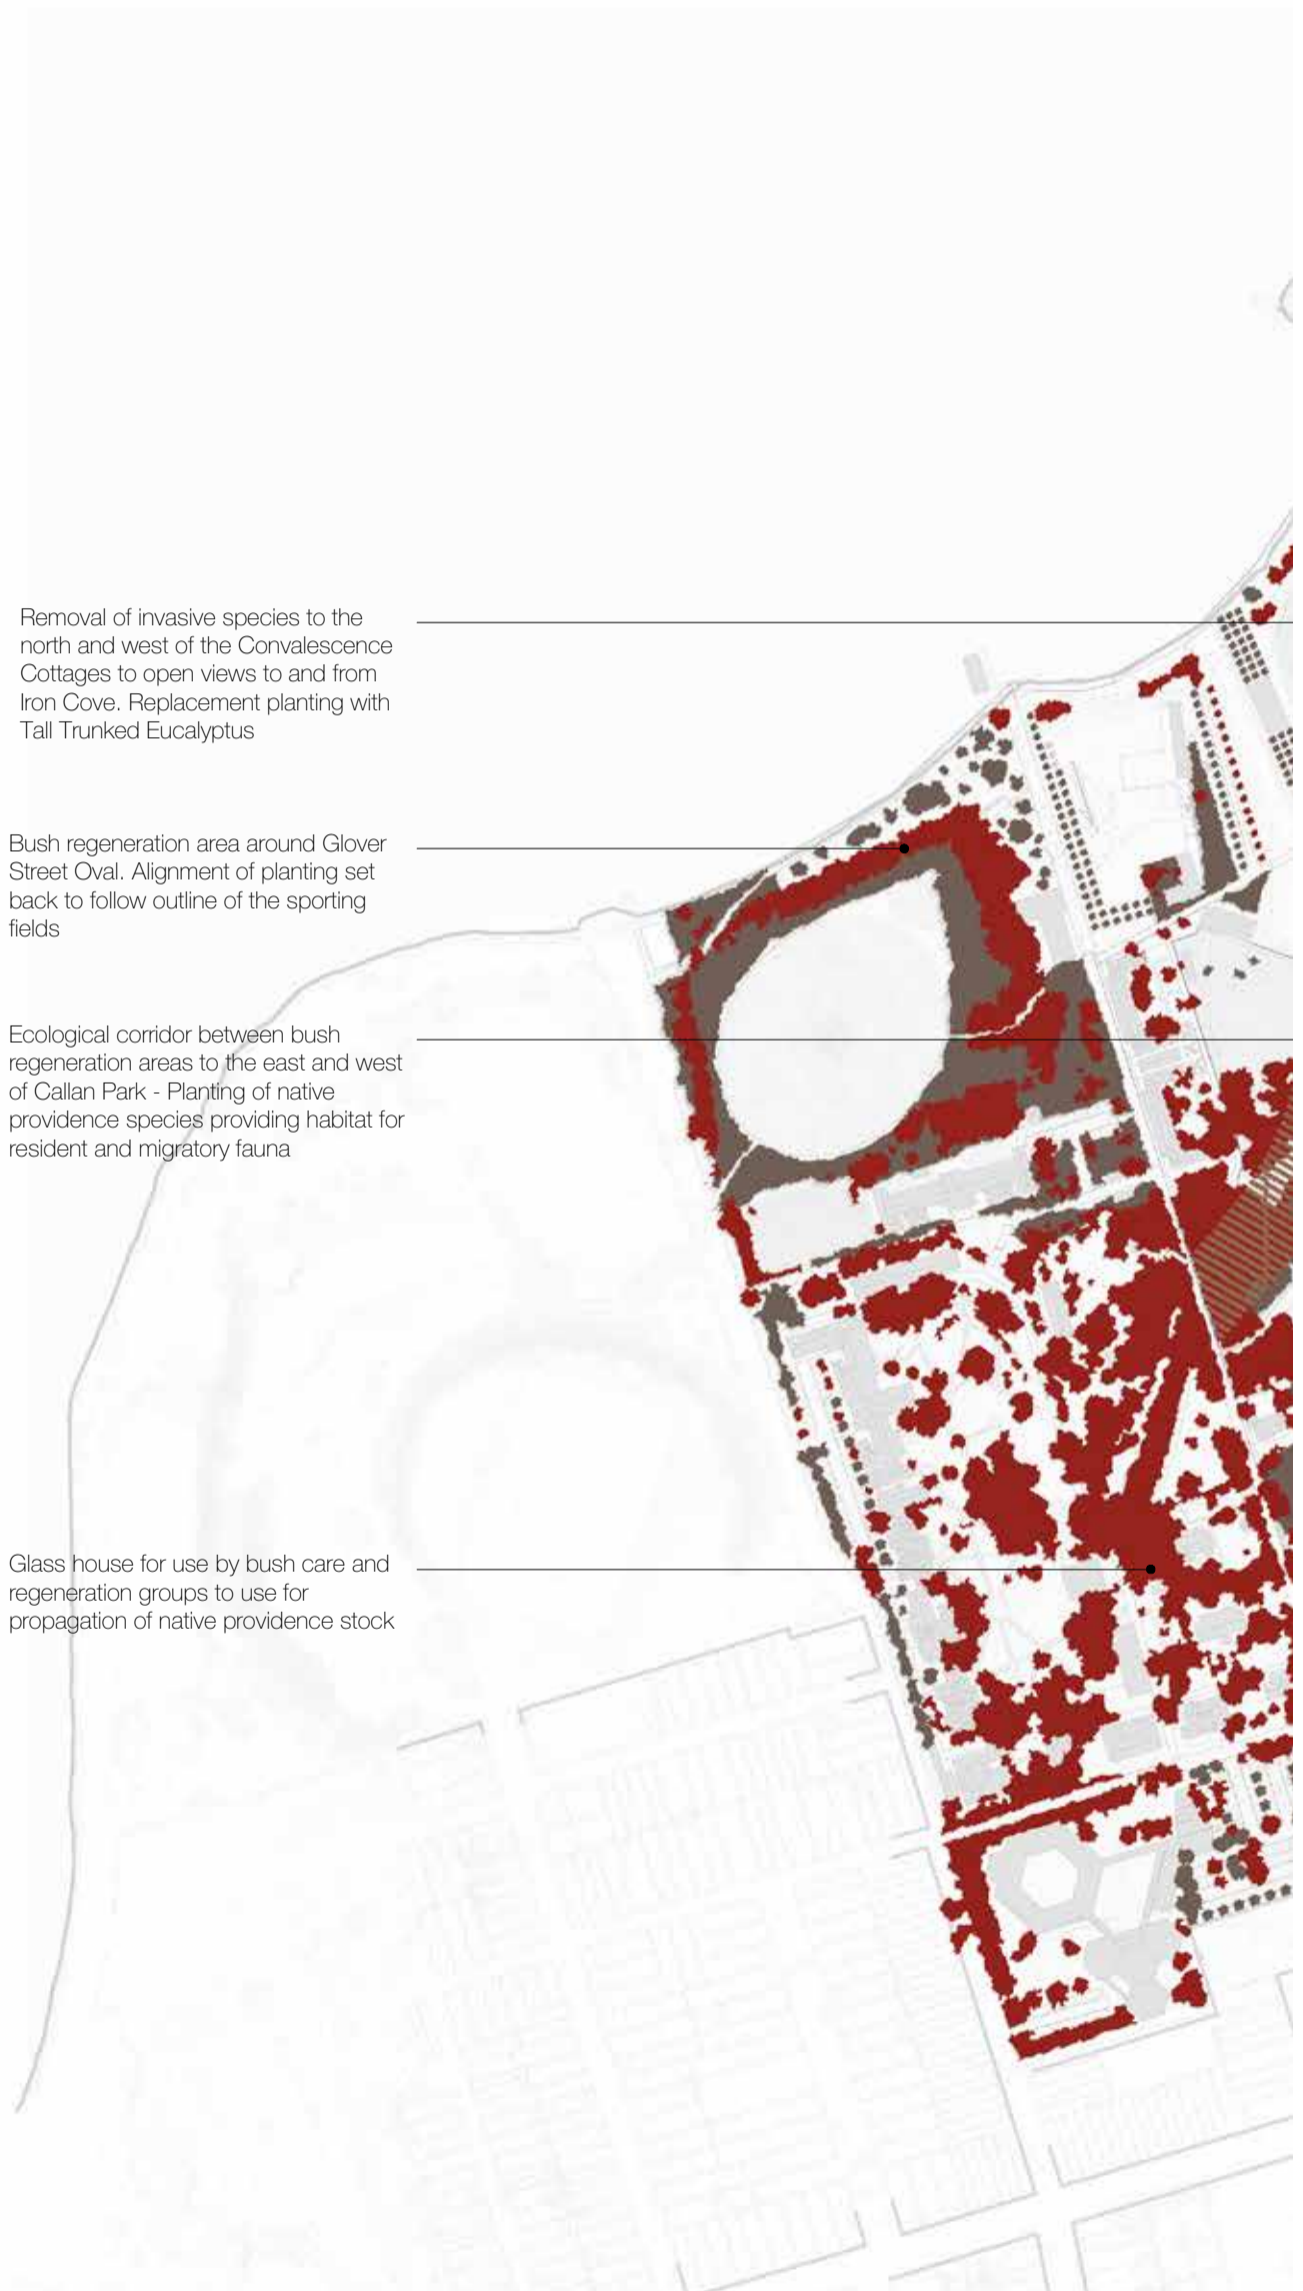 Removal of invasive species to the
north and west of the Convalescence
Cottages to open views to and from
Iron Cove. Replacement planting with
Tall Trunked Eucalyptus
Bush regeneration area around Glover
Street Oval. Alignment of planting set
back to follow outline of the sporting
fields
Ecological corridor between bush
regeneration areas to the east and west
of Callan Park - Planting of native
providence species providing habitat for
resident and migratory fauna
Glass house for use by bush care and
regeneration groups to use for
propagation of native providence stock